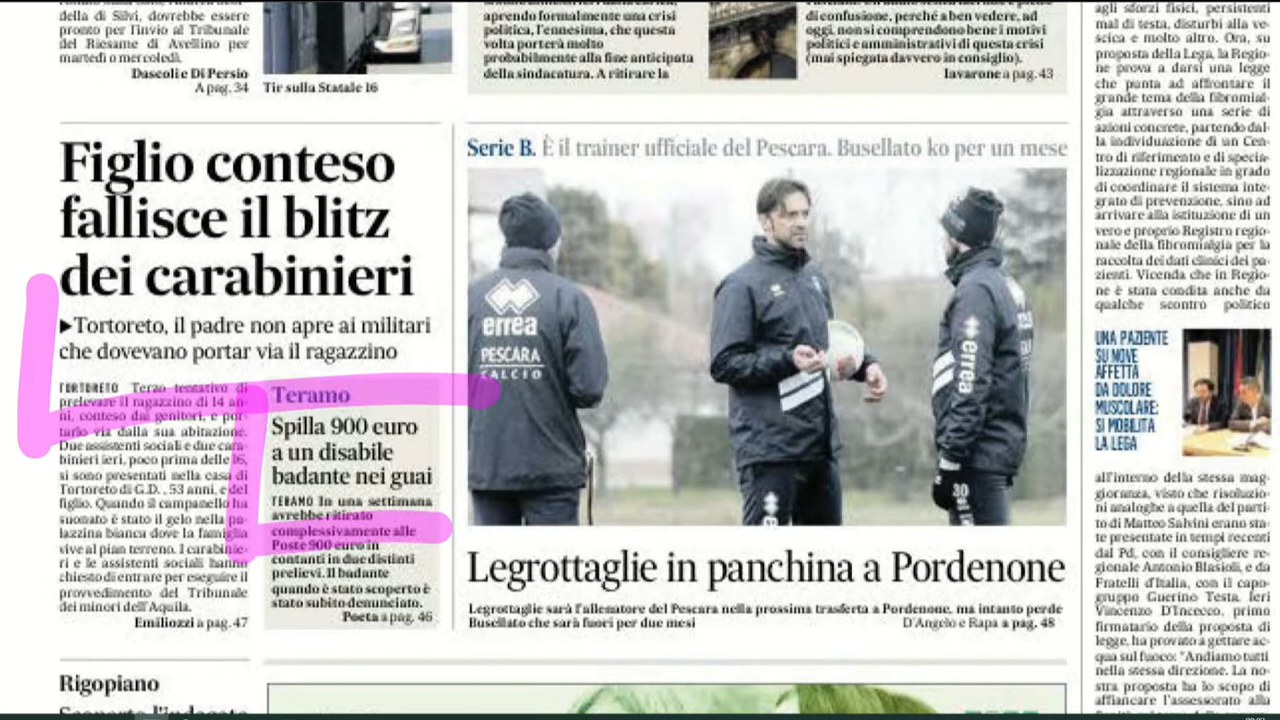 della di Silvi, dovrebbe essere
pronto per l'invio al Tribunale
del Riesame di Avellino per
martedì o mercoledì.
Dascoli e Di Persio
A pag. 34
Tir sulla Statale 16
aprendo formalmente una crisi
politica, l'ennesima, che questa
volta porterà molto
probabilmente alla fine anticipata
della sindacatura. A ritirare la
di confusione, perché a ben vedere, ad
oggi, non si comprendono bene i motivi
politici e amministrativi di questa crisi
(mai spiegata davvero in consiglio).
Iavarone a pag. 43
Figlio conteso
fallisce il blitz
dei carabinieri
▶Tortoreto, il padre non apre ai militari
che dovevano portar via il ragazzino
TORTORETO Terzo tentativo di
prelevare il ragazzino di 14 an-
ni, conteso dai genitori, e por-
tarlo via dalla sua abitazione.
Due assistenti sociali e due cara-
binieri ieri, poco prima delle 16,
si sono presentati nella casa di
Tortoreto di G.D., 53 anni, e del
figlio. Quando il campanello ha
suonato è stato il gelo nella pa-
lazzina bianca dove la famiglia
vive al pian terreno. I carabinie-
ri e le assistenti sociali hanno
chiesto di entrare per eseguire il
provvedimento del Tribunale
dei minori dell'Aquila.
Emiliozzi a pag. 47
Teramo
Spilla 900 euro
a un disabile
badante nei guai
TERAMO In una settimana
avrebbe ritirato
complessivamente alle
Poste 900 euro in
contanti in due distinti
prelievi. Il badante
quando è stato scoperto è
stato subito denunciato.
Poeta a pag. 46
Serie B. È il trainer ufficiale del Pescara. Busellato ko per un mese
errea
PESCARA
CALCIO
errea
30
Legrottaglie in panchina a Pordenone
Legrottaglie sarà l'allenatore del Pescara nella prossima trasferta a Pordenone, ma intanto perde
Busellato che sarà fuori per due mesi
D'Angelo e Rapa a pag. 48
Rigopiano
agli sforzi fisici, persistenti
mal di testa, disturbi alla ve-
scica e molto altro. Ora, su
proposta della Lega, la Regio-
ne prova a darsi una legge
che punta ad affrontare il
grande tema della fibromial-
gia attraverso una serie di
azioni concrete, partendo dal-
la individuazione di un Cen-
tro di riferimento e di specia-
lizzazione regionale in grado
di coordinare il sistema inte-
grato di prevenzione, sino ad
arrivare alla istituzione di un
vero e proprio Registro regio-
nale della fibromialgia per la
raccolta dei dati clinici dei pa-
zienti. Vicenda che in Regio-
ne è stata condita anche da
qualche scontro politico
UNA PAZIENTE
SU NOVE
AFFETTA
DA DOLORE
MUSCOLARE:
SI MOBILITA
LA LEGA
all'interno della stessa mag-
gioranza, visto che risoluzio-
ni analoghe a quella del parti-
to di Matteo Salvini erano sta-
te presentate in tempi recenti
dal Pd, con il consigliere re-
gionale Antonio Blasioli, e da
Fratelli d'Italia, con il capo-
gruppo Guerino Testa. Ieri
Vincenzo D'Incecco, primo
firmatario della proposta di
legge, ha provato a gettare ac-
qua sul fuoco: "Andiamo tutti
nella stessa direzione. La no-
stra proposta ha lo scopo di
affiancare l'assessorato alla